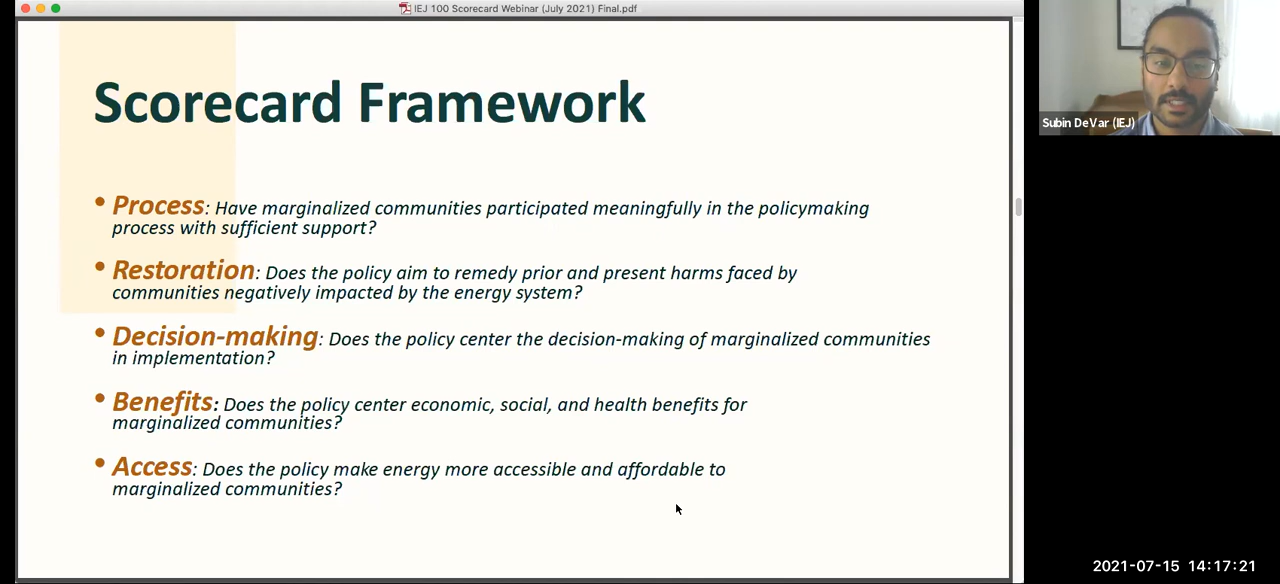 IEJ 100 Scorecard Webinar (July 2021) Final.pdf
Scorecard Framework
• Process: Have marginalized communities participated meaningfully in the policymaking
process with sufficient support?
• Restoration: Does the policy aim to remedy prior and present harms faced by
communities negatively impacted by the energy system?
• Decision-making: Does the policy center the decision-making of marginalized communities
in implementation?
• Benefits: Does the policy center economic, social, and health benefits for
marginalized communities?
• Access: Does the policy make energy more accessible and affordable to
marginalized communities?
Subin DeVar (IEJ)
2021-07-15 14:17:21